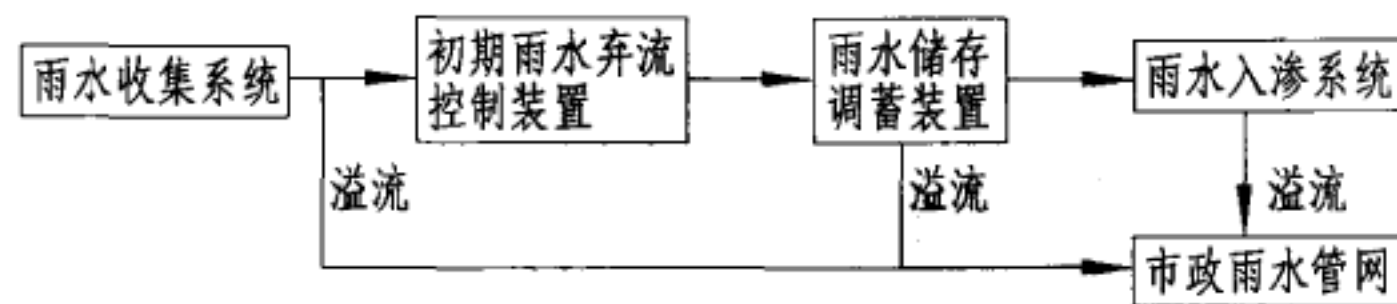 雨水收集系统
初期雨水弃流
控制装置
雨水储存
调蓄装置
雨水入渗系统
溢流
溢流
溢流
市政雨水管网